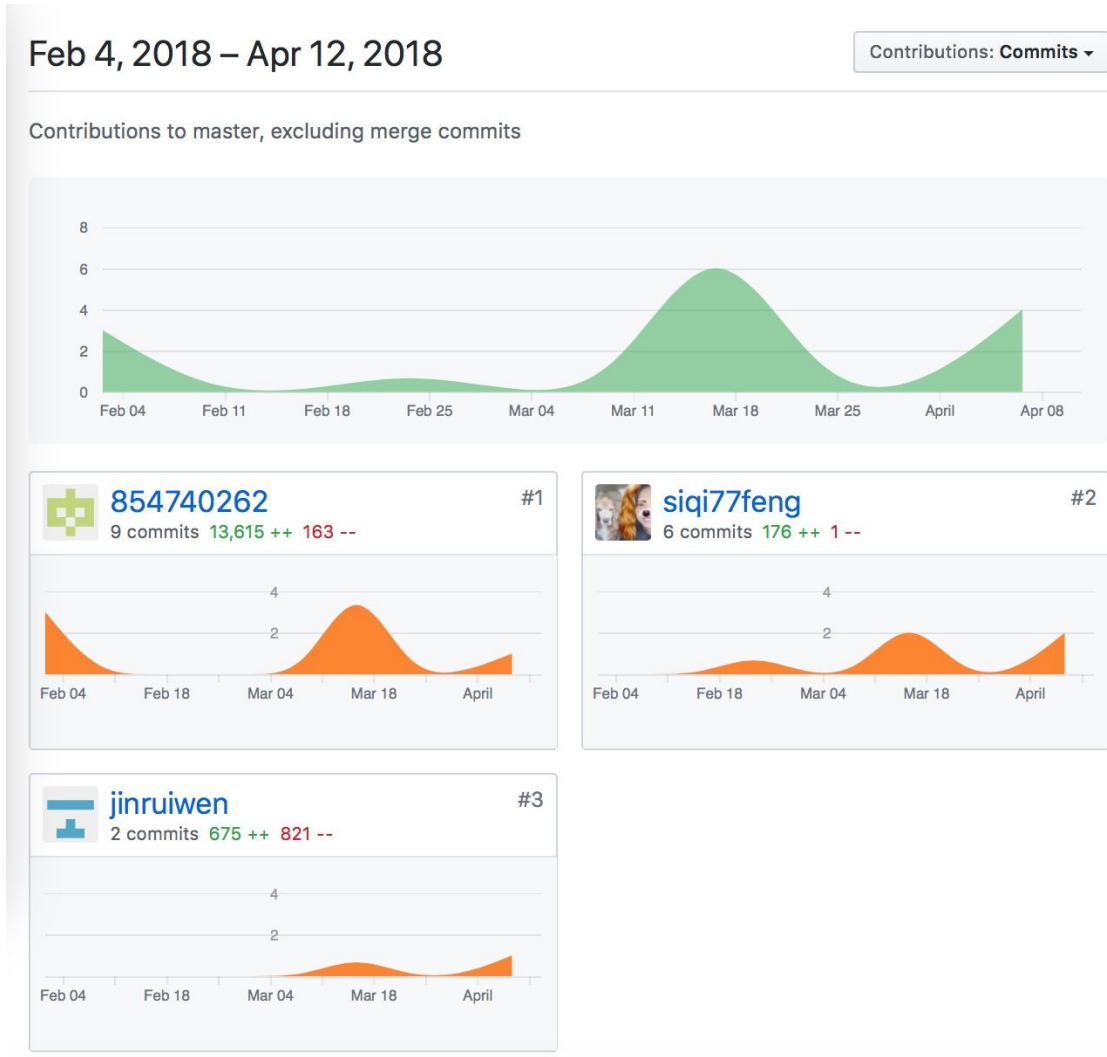 Feb 4, 2018 – Apr 12, 2018
Contributions: Commits
Contributions to master, excluding merge commits
8
6
4
2
0
Feb 04 Feb 11 Feb 18 Feb 25 Mar 04 Mar 11 Mar 18 Mar 25 April Apr 08
854740262 #1
9 commits 13,615 ++ 163 --
4
2
Feb 04 Feb 18 Mar 04 Mar 18 April
siqi77feng #2
6 commits 176 ++ 1 --
4
2
Feb 04 Feb 18 Mar 04 Mar 18 April
jinruiwen #3
2 commits 675 ++ 821 --
4
2
Feb 04 Feb 18 Mar 04 Mar 18 April